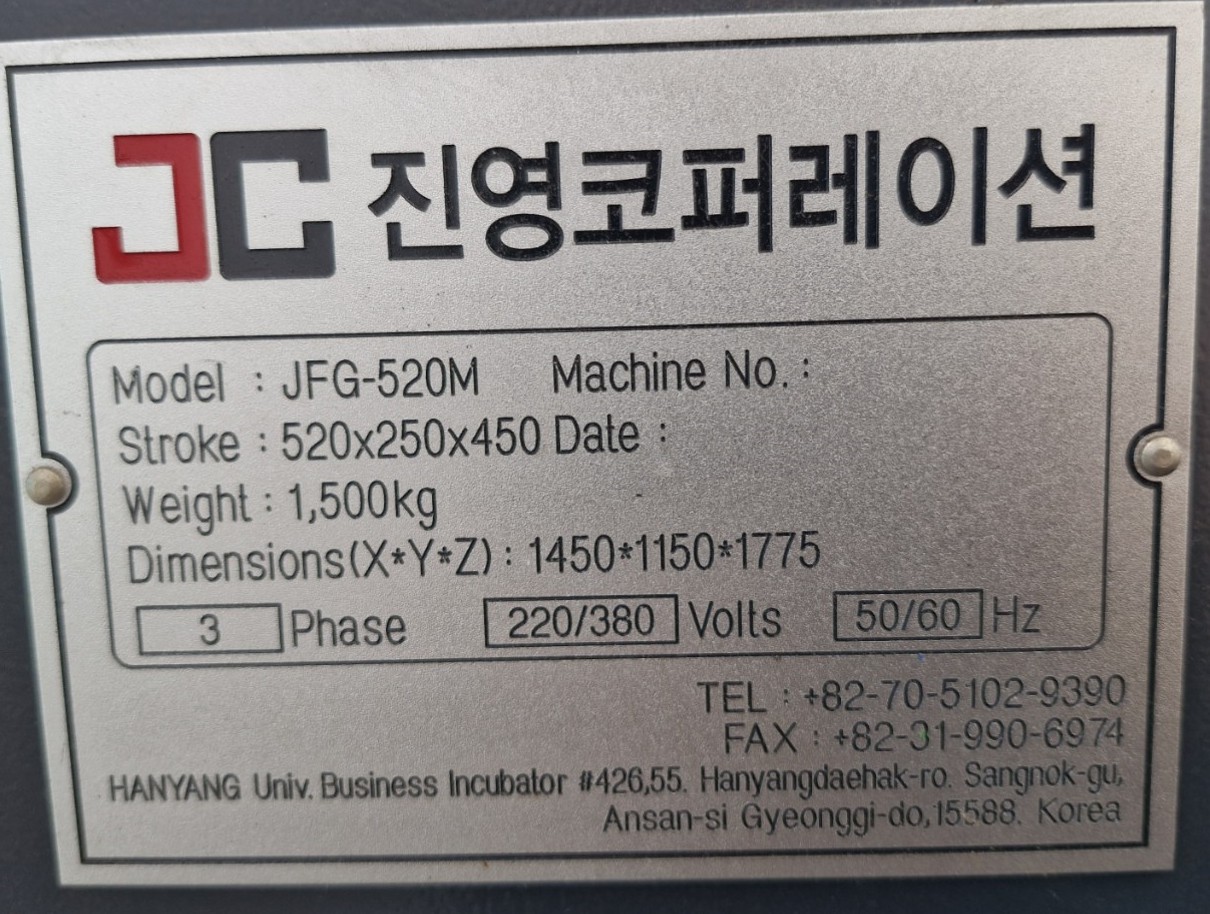 JC 진영코퍼레이션
Model : JFG-520M Machine No. :
Stroke : 520x250x450 Date :
Weight : 1,500kg
Dimensions(X*Y*Z) : 1450*1150*1775
3 Phase 220/380 Volts 50/60 Hz
TEL : +82-70-5102-9390
FAX : +82-31-990-6974
HANYANG Univ. Business Incubator #426,55. Hanyangdaehak-ro. Sangnok-gu,
Ansan-si Gyeonggi-do,15588. Korea